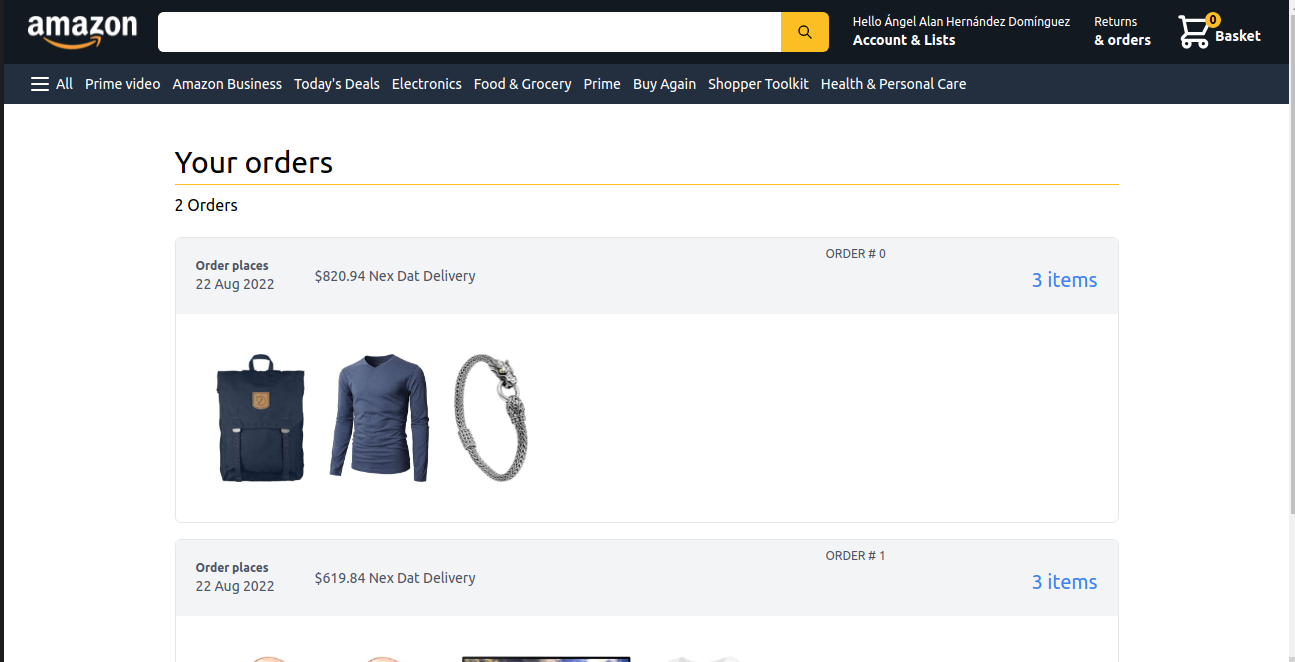 amazon
Hello Ángel Alan Hernández Domínguez
Account & Lists
Returns
& orders
0
Basket
All Prime video Amazon Business Today's Deals Electronics Food & Grocery Prime Buy Again Shopper Toolkit Health & Personal Care
Your orders
2 Orders
ORDER # 0
Order places
22 Aug 2022
$820.94 Nex Dat Delivery
3 items
ORDER # 1
Order places
22 Aug 2022
$619.84 Nex Dat Delivery
3 items